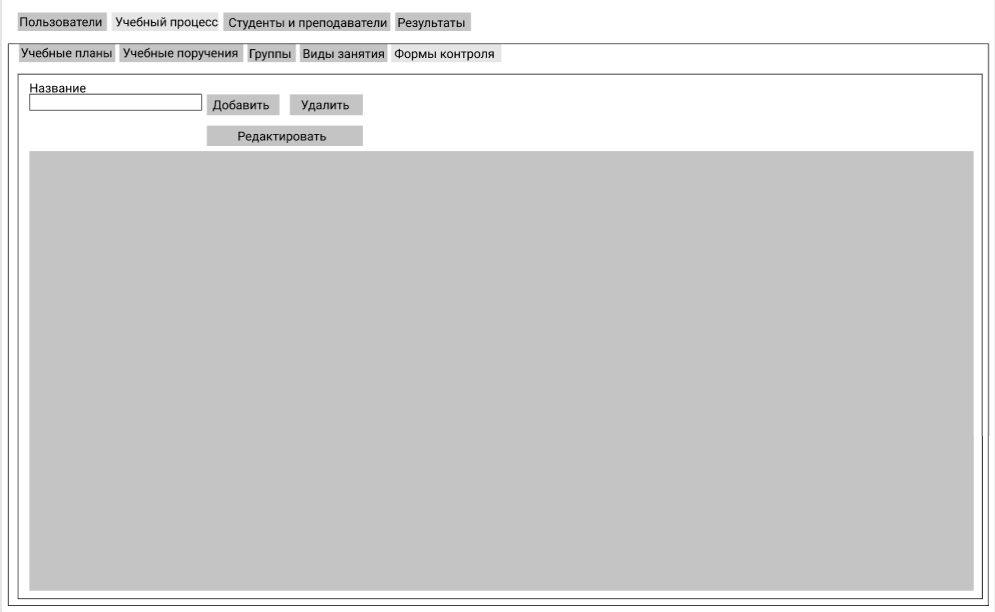 Пользователи Учебный процесс Студенты и преподаватели Результаты
Учебные планы Учебные поручения Группы Виды занятия Формы контроля
Название
Добавить Удалить
Редактировать